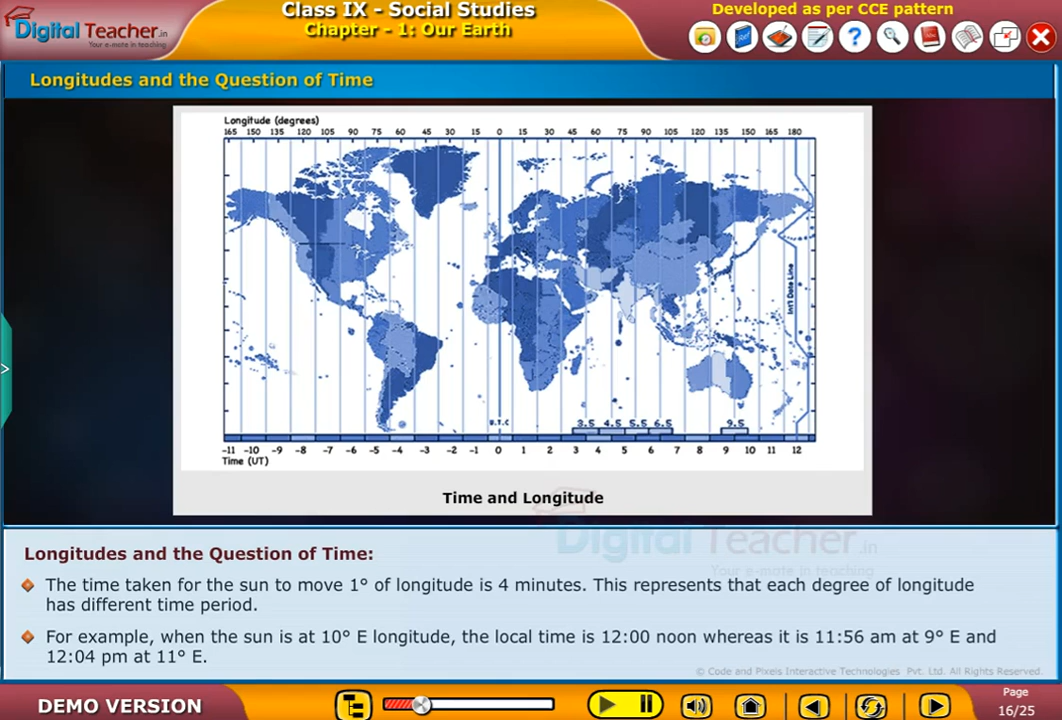 Digital Teacher.in
Your e-mate in teaching
Class IX - Social Studies
Chapter - 1: Our Earth
Developed as per CCE pattern
Longitudes and the Question of Time
Longitude (degrees)
165 150 135 120 105 90 75 60 45 30 15 0 15 30 45 60 75 90 105 120 135 150 165 180
Int'l Date Line
U.T.C 3.5 4.5 5.5 6.5 9.5
-11 -10 -9 -8 -7 -6 -5 -4 -3 -2 -1 0 1 2 3 4 5 6 7 8 9 10 11 12
Time (UT)
Time and Longitude
Digital Teacher.in
Your e-mate in teaching
Longitudes and the Question of Time:
The time taken for the sun to move 1° of longitude is 4 minutes. This represents that each degree of longitude
has different time period.
For example, when the sun is at 10° E longitude, the local time is 12:00 noon whereas it is 11:56 am at 9° E and
12:04 pm at 11° E.
© Code and Pixels Interactive Technologies Pvt. Ltd. All Rights Reserved.
DEMO VERSION
Page
16/25